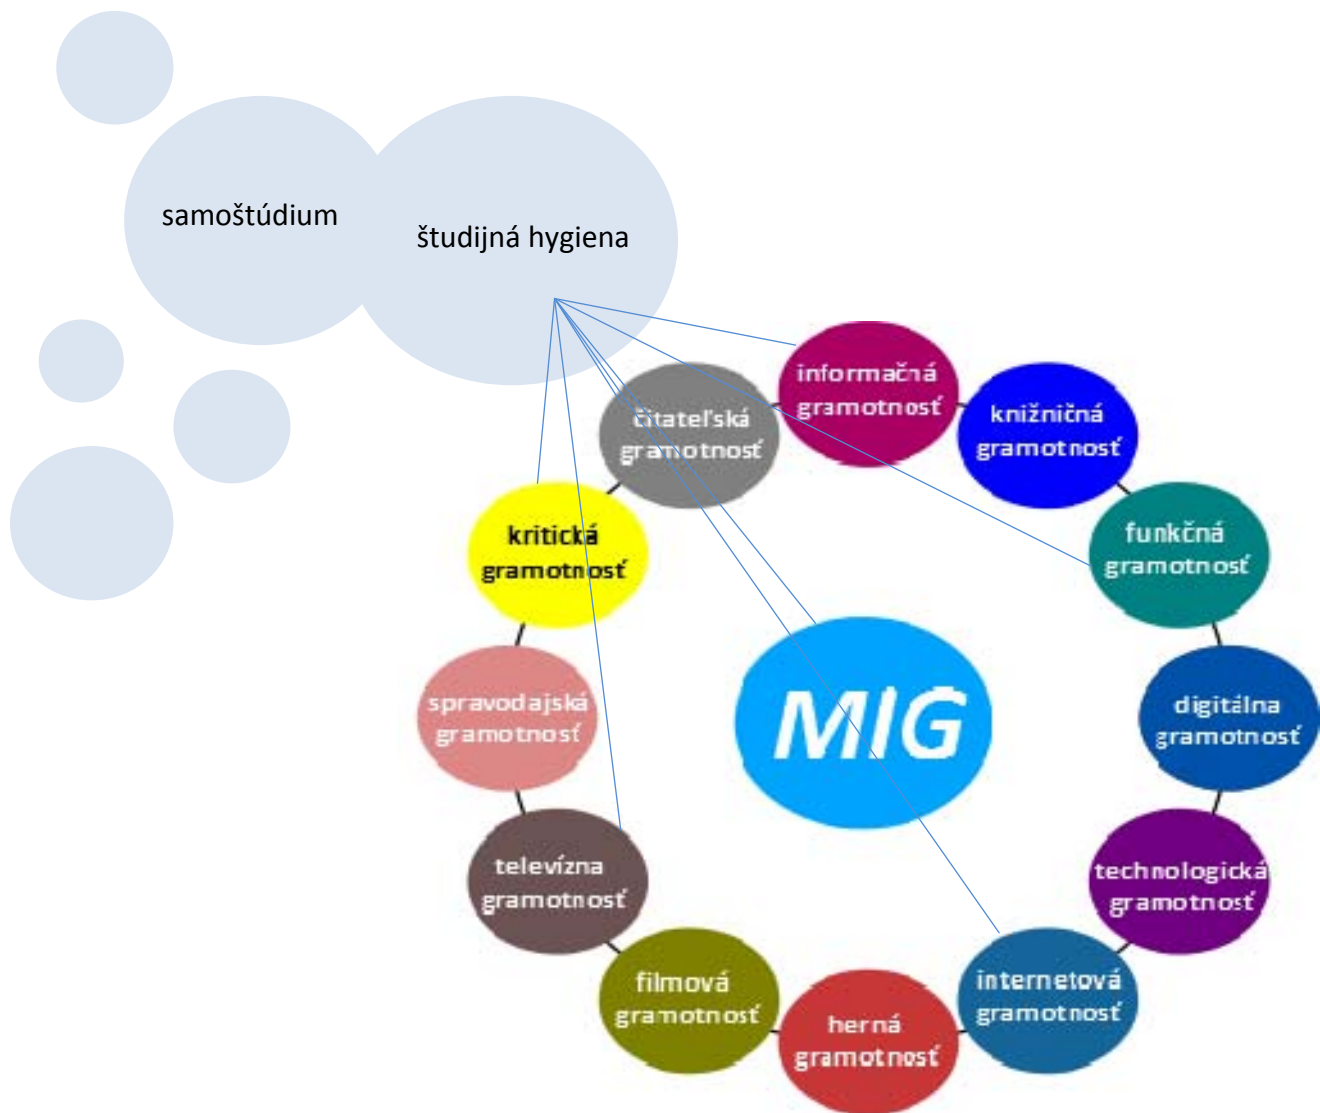 samoštúdium
študijná hygiena
informačná
gramotnosť
čitateľská
gramotnosť
knižničná
gramotnosť
kritická
gramotnosť
funkčná
gramotnosť
spravodajská
gramotnosť
MIG
digitálna
gramotnosť
televízna
gramotnosť
technologická
gramotnosť
filmová
gramotnosť
internetová
gramotnosť
herná
gramotnosť